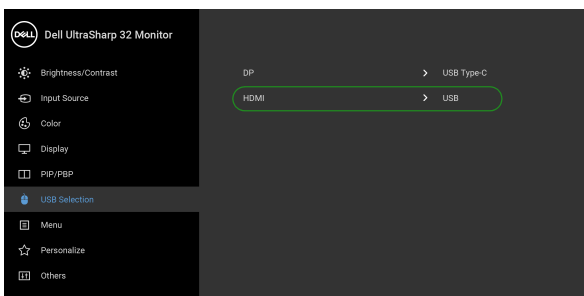 DELL Dell UltraSharp 32 Monitor
Brightness/Contrast
DP USB Type-C
Input Source
HDMI USB
Color
Display
PIP/PBP
USB Selection
Menu
Personalize
Others